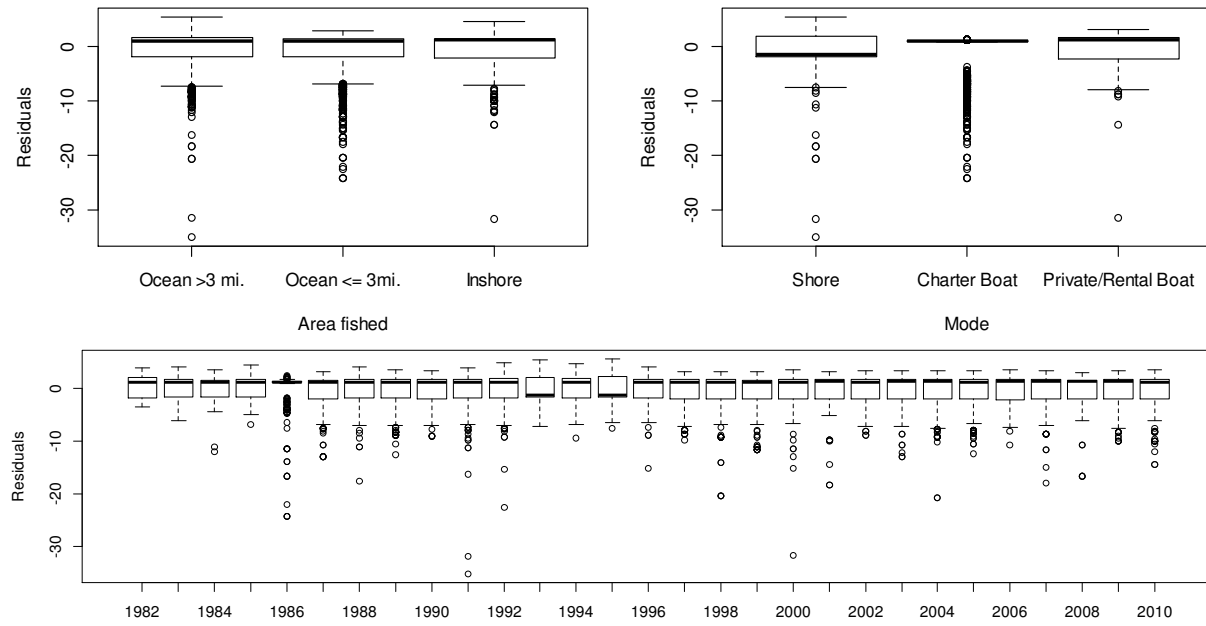 Residuals
0
-10
-20
-30
Ocean >3 mi. Ocean <= 3mi. Inshore
Area fished
Residuals
0
-10
-20
-30
Shore Charter Boat Private/Rental Boat
Mode
Residuals
0
-10
-20
-30
1982 1984 1986 1988 1990 1992 1994 1996 1998 2000 2002 2004 2006 2008 2010